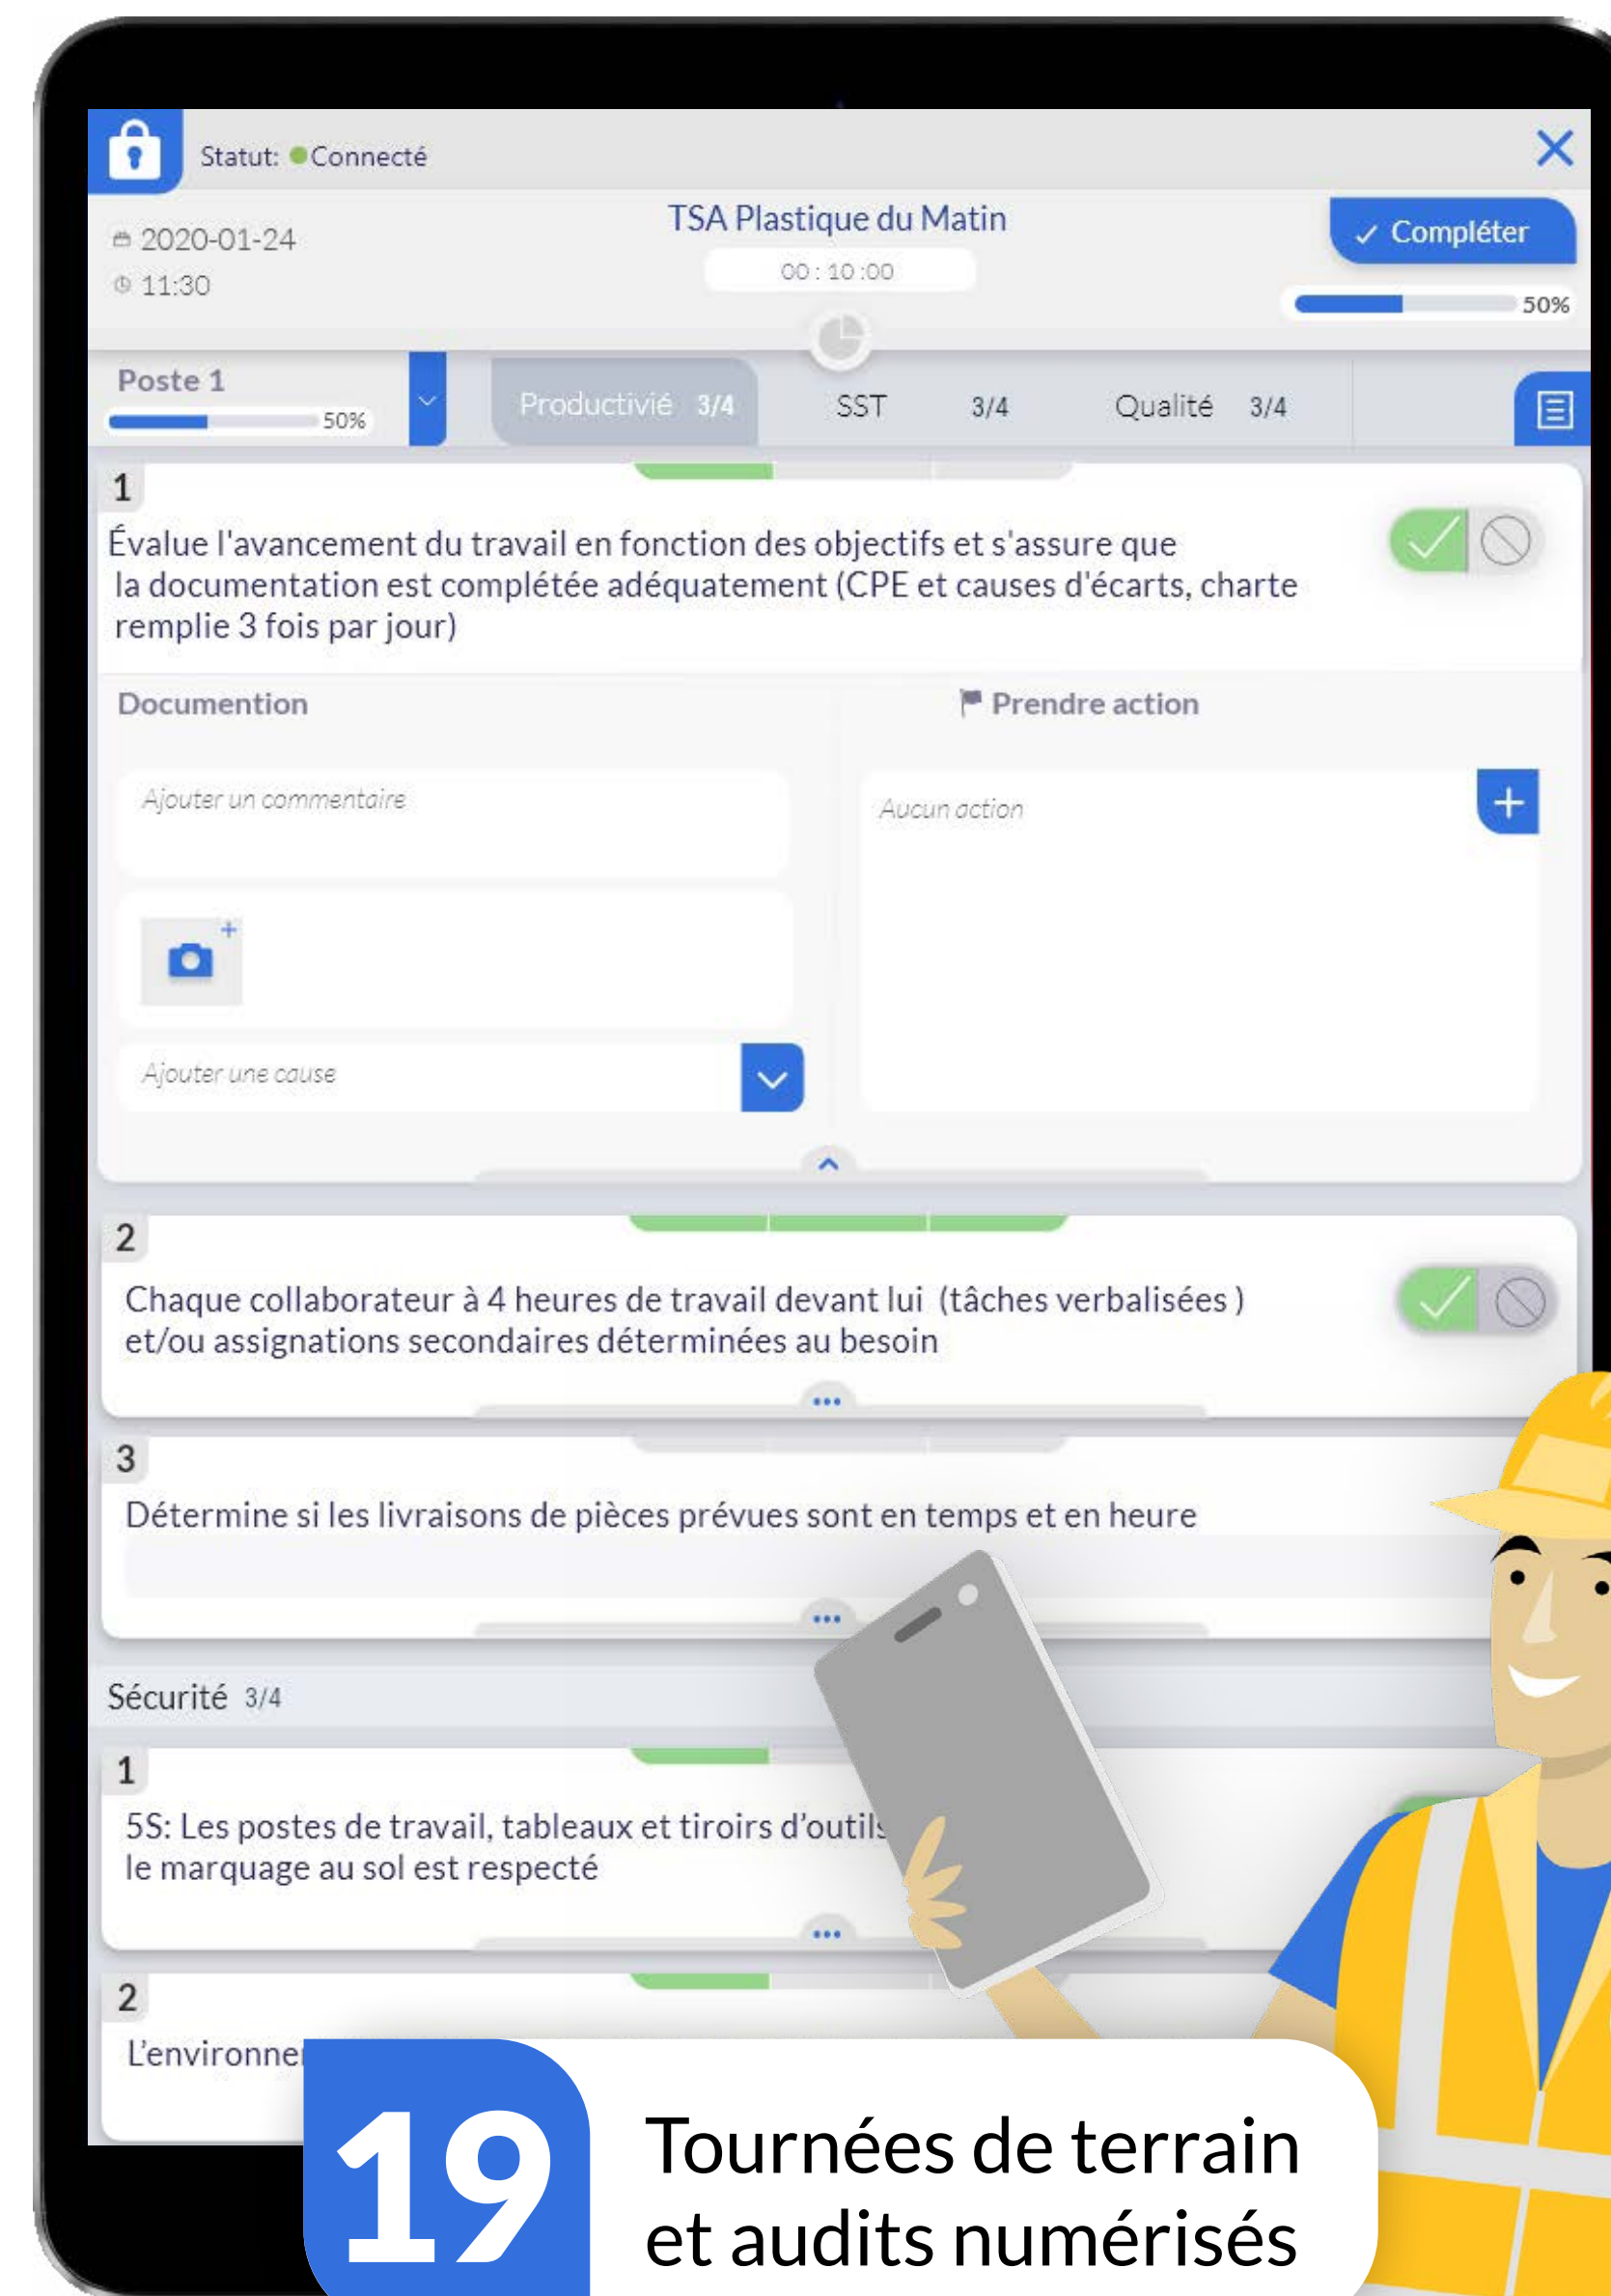 Statut: Connecté
2020-01-24
11:30
TSA Plastique du Matin
00 : 10 :00
Compléter
50%
Poste 1
50%
Productivié 3/4
SST 3/4
Qualité 3/4
1
Évalue l'avancement du travail en fonction des objectifs et s'assure que
la documentation est complétée adéquatement (CPE et causes d'écarts, charte
remplie 3 fois par jour)
Documention
Prendre action
Ajouter un commentaire
Aucun action
Ajouter une cause
2
Chaque collaborateur à 4 heures de travail devant lui (tâches verbalisées )
et/ou assignations secondaires déterminées au besoin
3
Détermine si les livraisons de pièces prévues sont en temps et en heure
Sécurité 3/4
1
5S: Les postes de travail, tableaux et tiroirs d'outils
le marquage au sol est respecté
2
19
Tournées de terrain
et audits numérisés